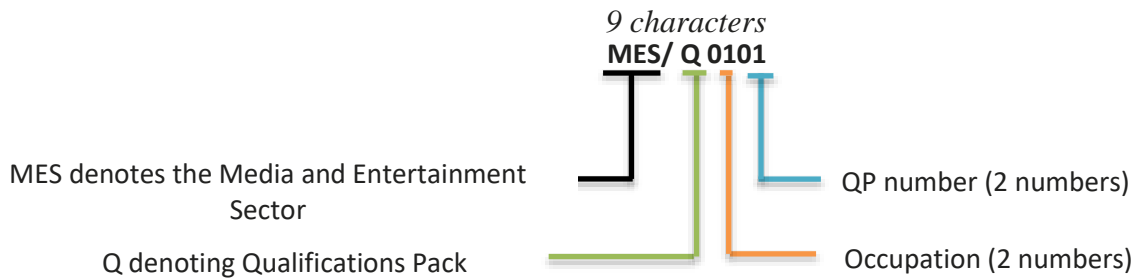 9 characters
MES/ Q 0101
MES denotes the Media and Entertainment
Sector
QP number (2 numbers)
Q denoting Qualifications Pack
Occupation (2 numbers)